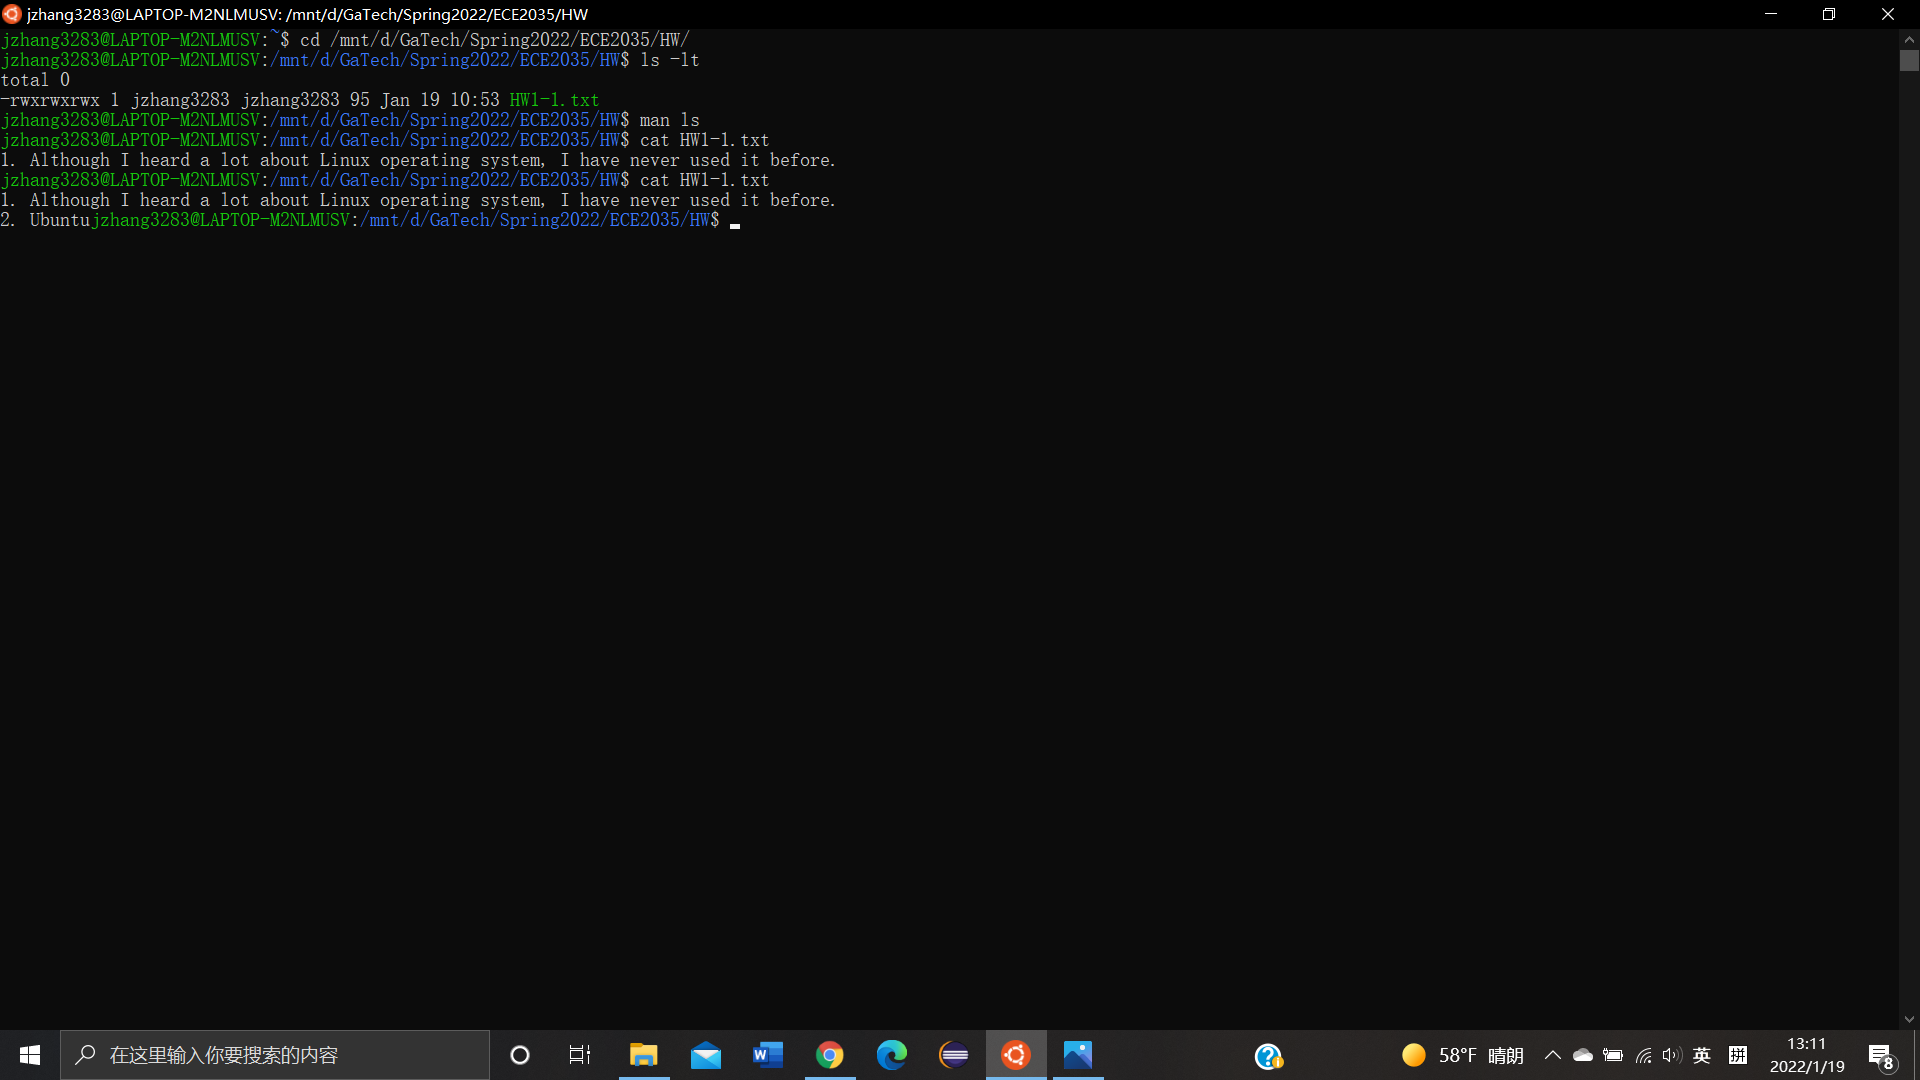 jzhang3283@LAPTOP-M2NLMUSV: /mnt/d/GaTech/Spring2022/ECE2035/HW
jzhang3283@LAPTOP-M2NLMUSV:~$ cd /mnt/d/GaTech/Spring2022/ECE2035/HW/
jzhang3283@LAPTOP-M2NLMUSV:/mnt/d/GaTech/Spring2022/ECE2035/HW$ ls -lt
total 0
-rwxrwxrwx 1 jzhang3283 jzhang3283 95 Jan 19 10:53 HW1-1.txt
jzhang3283@LAPTOP-M2NLMUSV:/mnt/d/GaTech/Spring2022/ECE2035/HW$ man ls
jzhang3283@LAPTOP-M2NLMUSV:/mnt/d/GaTech/Spring2022/ECE2035/HW$ cat HW1-1.txt
1. Although I heard a lot about Linux operating system, I have never used it before.
jzhang3283@LAPTOP-M2NLMUSV:/mnt/d/GaTech/Spring2022/ECE2035/HW$ cat HW1-1.txt
1. Although I heard a lot about Linux operating system, I have never used it before.
2. Ubuntujzhang3283@LAPTOP-M2NLMUSV:/mnt/d/GaTech/Spring2022/ECE2035/HW$
在这里输入你要搜索的内容
58°F 晴朗
英
拼
13:11
2022/1/19
8